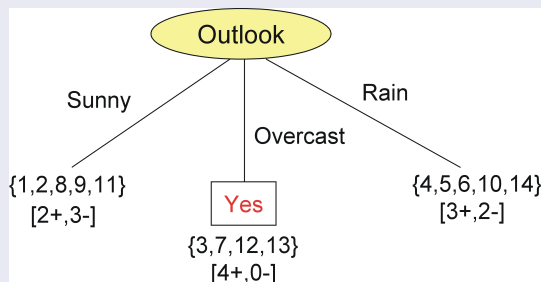 Outlook
Sunny
Overcast
Rain
{1,2,8,9,11}
[2+,3-]
Yes
{3,7,12,13}
[4+,0-]
{4,5,6,10,14}
[3+,2-]